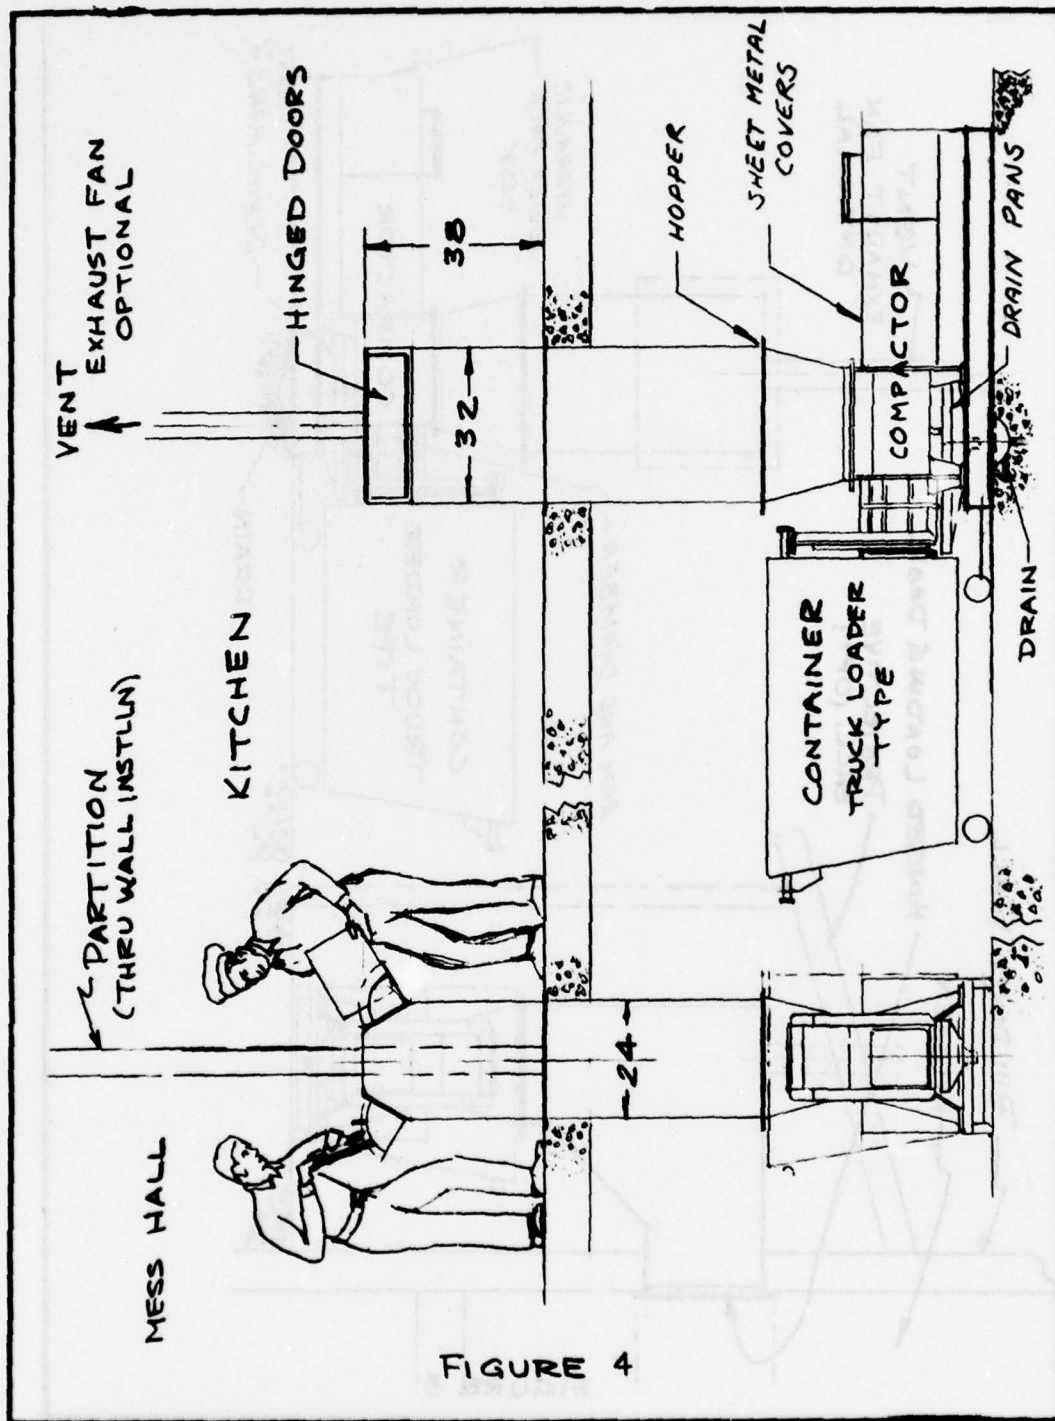 MESS HALL
PARTITION
(THRU WALL INSTLLN)
KITCHEN
VENT
EXHAUST FAN
OPTIONAL
HINGED DOORS
38
32
24
HOPPER
SHEET METAL
COVERS
COMPACTOR
CONTAINER
TRUCK LOADER
TYPE
DRAIN PANS
DRAIN
FIGURE 4